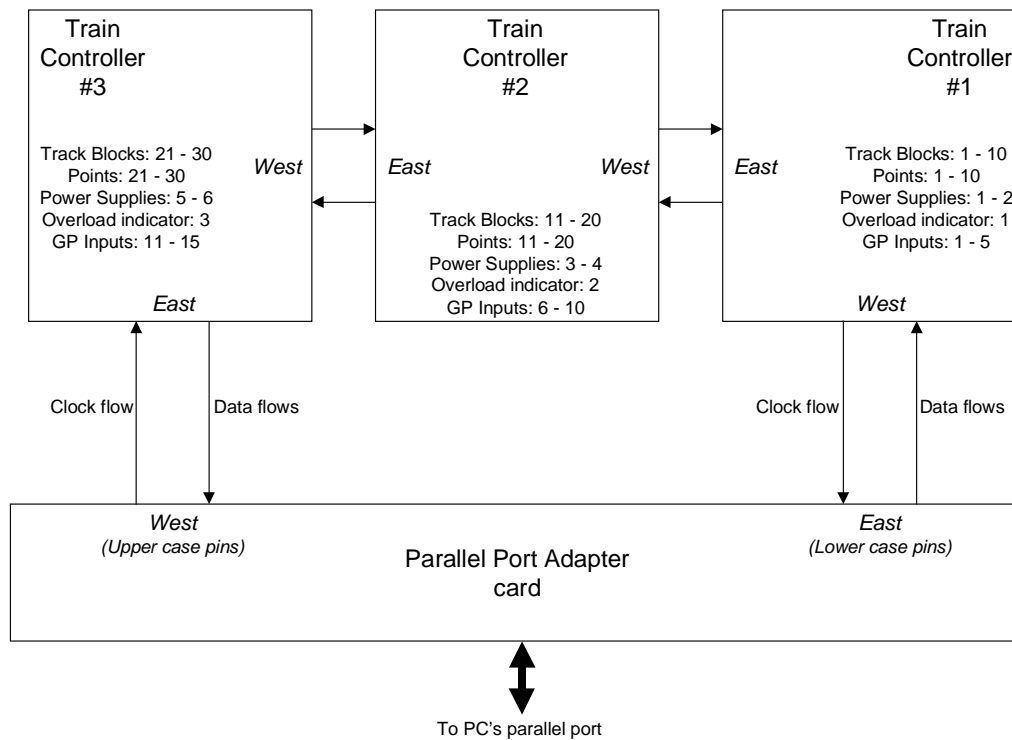 Train
Controller
#3
Track Blocks: 21 - 30
Points: 21 - 30
Power Supplies: 5 - 6
Overload indicator: 3
GP Inputs: 11 - 15
West
East
Train
Controller
#2
East
West
Track Blocks: 11 - 20
Points: 11 - 20
Power Supplies: 3 - 4
Overload indicator: 2
GP Inputs: 6 - 10
Train
Controller
#1
Track Blocks: 1 - 10
Points: 1 - 10
Power Supplies: 1 - 2
Overload indicator: 1
GP Inputs: 1 - 5
East
West
Clock flow
Data flows
Clock flow
Data flows
West
(Upper case pins)
East
(Lower case pins)
Parallel Port Adapter
card
To PC's parallel port